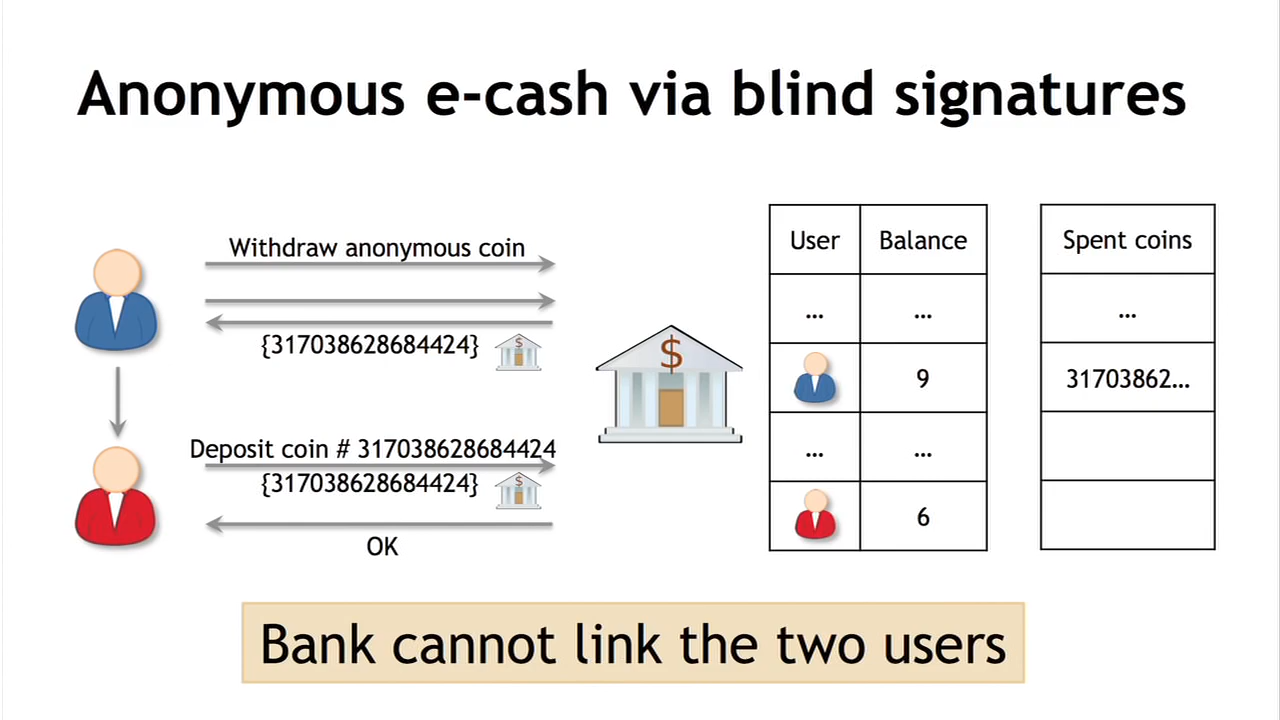 Anonymous e-cash via blind signatures
Withdraw anonymous coin
{317038628684424}
$
Deposit coin # 317038628684424
{317038628684424}
$
OK
$
User Balance
... ...
9
... ...
6
Spent coins
...
31703862...
Bank cannot link the two users